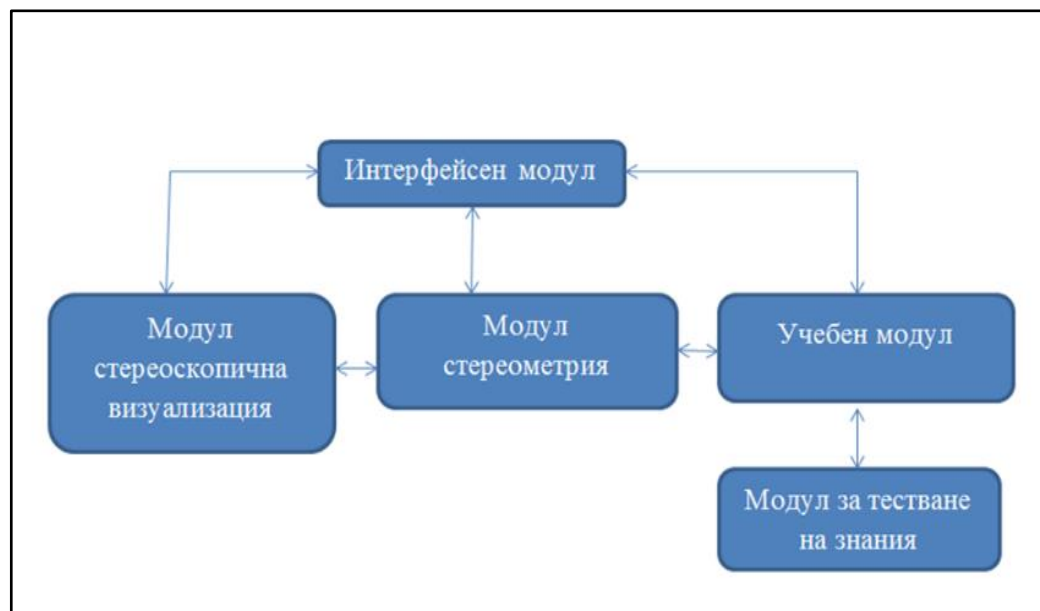 Интерфейсен модул
Модул
стереоскопична
визуализация
Модул
стереометрия
Учебен модул
Модул за тестване
на знания